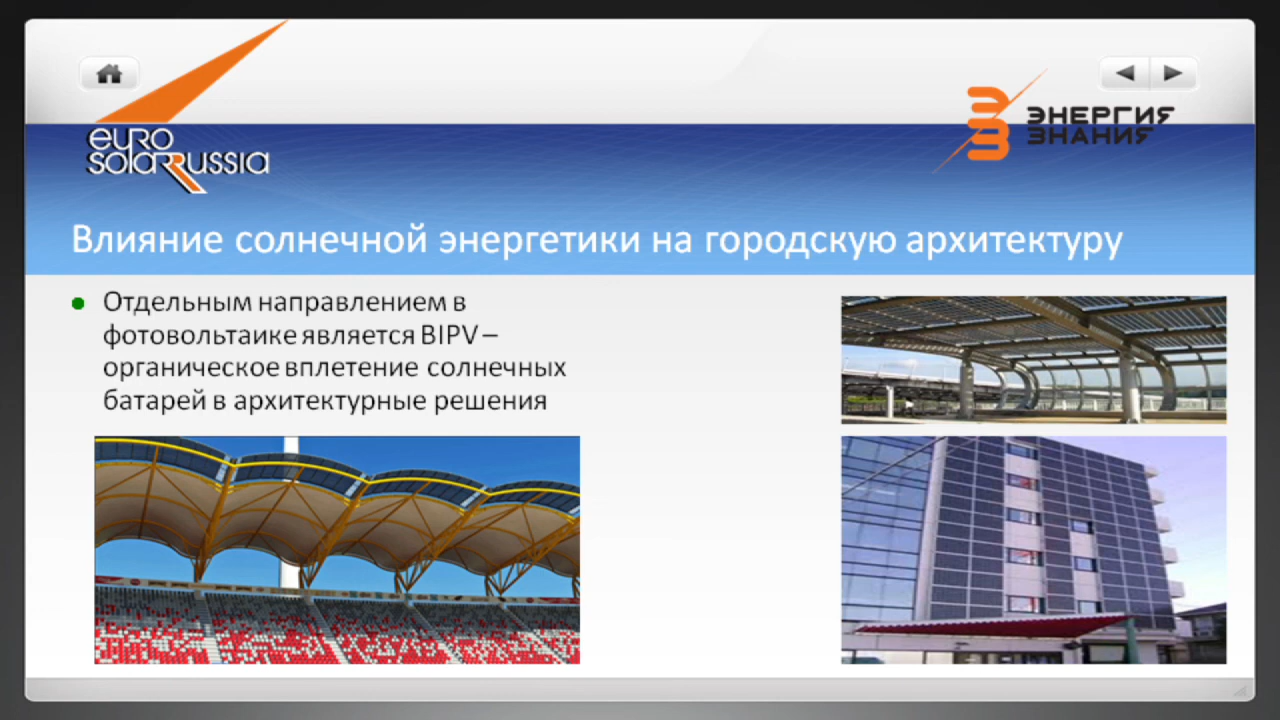 EURO
SOLARRUSSIA
ЭНЕРГИЯ
ЗНАНИЯ
Влияние солнечной энергетики на городскую архитектуру
Отдельным направлением в
фотовольтаике является BIPV –
органическое вплетение солнечных
батарей в архитектурные решения